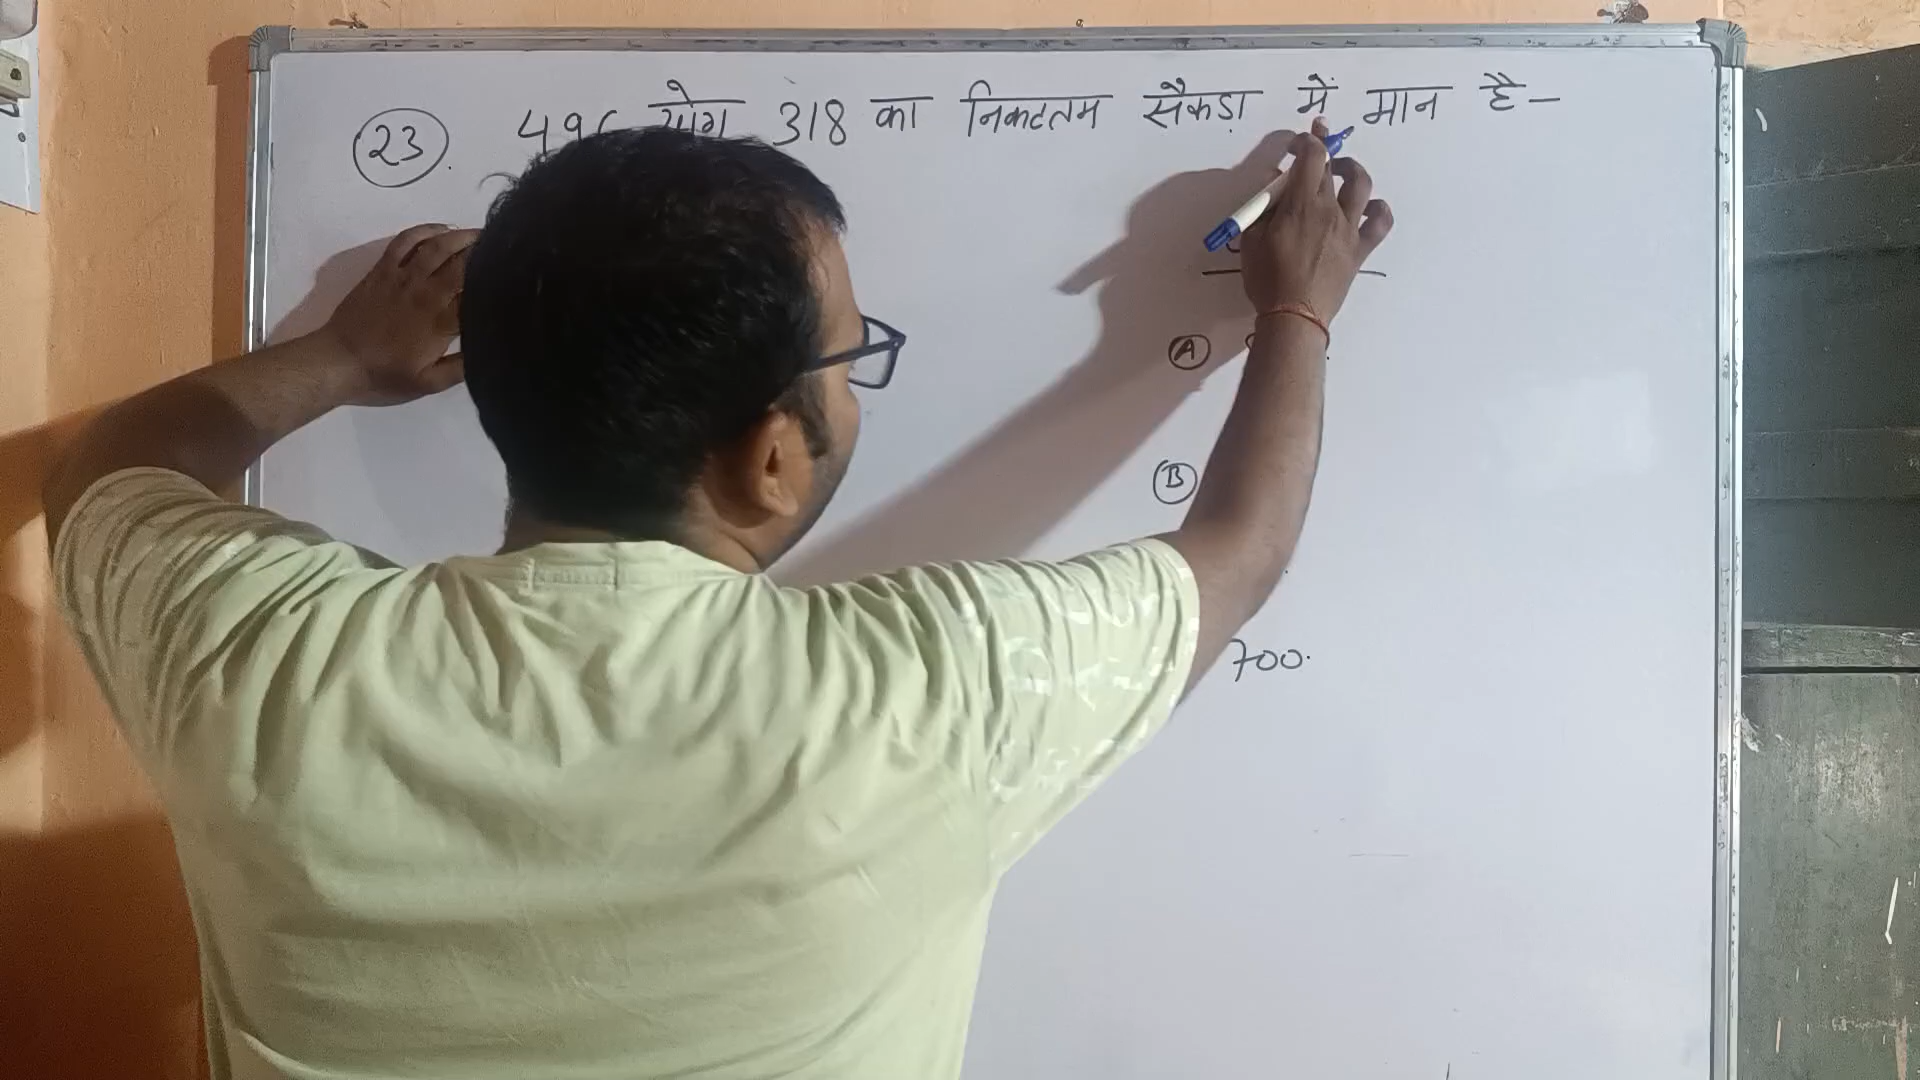 23. 496 योग 318 का निकटतम सैकड़ा में मान है-
A
B
700.